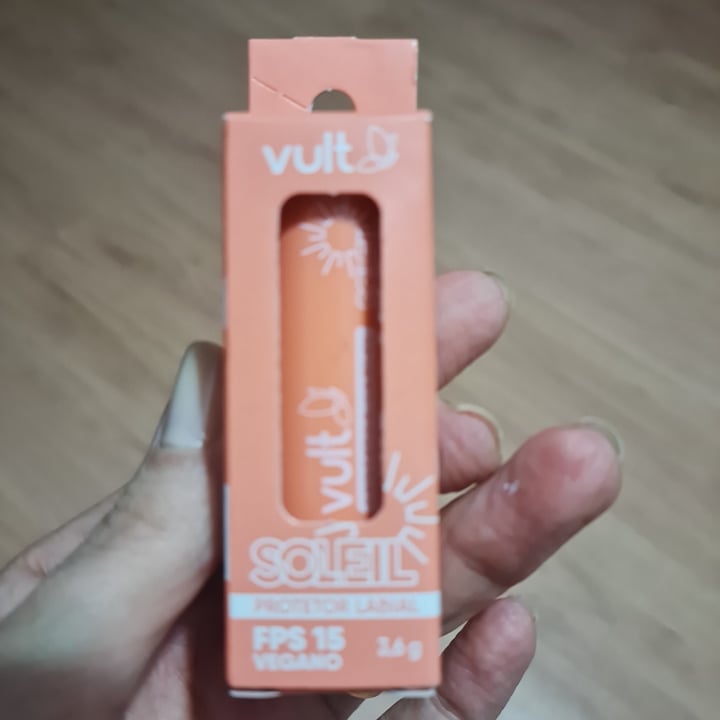 vult
vult
SOLEIL
PROTETOR LABIAL
FPS 15
3,6 g
VEGANO